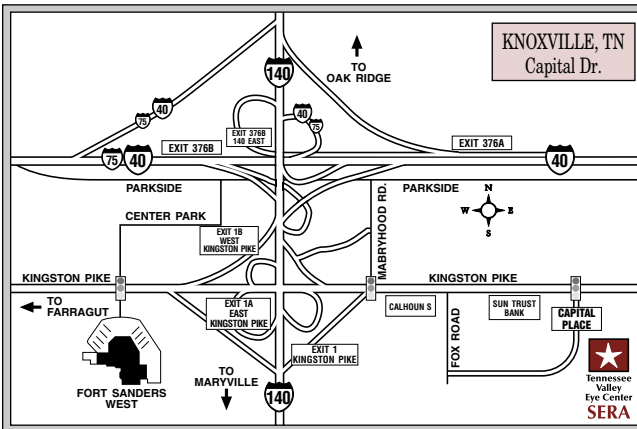 KNOXVILLE, TN
Capital Dr.
140
TO
OAK RIDGE
40
75
40
75
EXIT 376B
140 EAST
EXIT 376B
EXIT 376A
75
40
40
PARKSIDE
PARKSIDE
CENTER PARK
MABRYHOOD RD.
N
W
E
S
EXIT 1B
WEST
KINGSTON PIKE
KINGSTON PIKE
KINGSTON PIKE
TO
FARRAGUT
EXIT 1A
EAST
KINGSTON PIKE
CALHOUN S
FOX ROAD
SUN TRUST
BANK
CAPITAL
PLACE
EXIT 1
KINGSTON PIKE
TO
MARYVILLE
140
FORT SANDERS
WEST
Tennessee
Valley
Eye Center
SERA